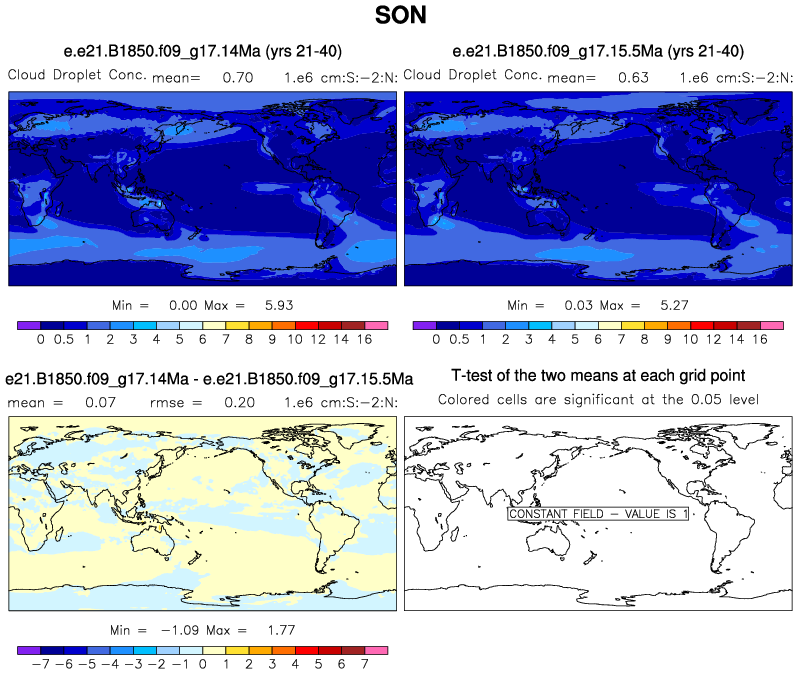 SON
e.e21.B1850.f09_g17.14Ma (yrs 21-40)
Cloud Droplet Conc. mean= 0.70 1.e6 cm:S:-2:N:
e.e21.B1850.f09_g17.15.5Ma (yrs 21-40)
Cloud Droplet Conc. mean= 0.63 1.e6 cm:S:-2:N:
Min = 0.00 Max = 5.93
0 0.5 1 2 3 4 5 6 7 8 9 10 12 14 16
Min = 0.03 Max = 5.27
0 0.5 1 2 3 4 5 6 7 8 9 10 12 14 16
e21.B1850.f09_g17.14Ma - e.e21.B1850.f09_g17.15.5Ma
mean = 0.07 rmse = 0.20 1.e6 cm:S:-2:N:
T-test of the two means at each grid point
Colored cells are significant at the 0.05 level
CONSTANT FIELD - VALUE IS 1
Min = -1.09 Max = 1.77
-7 -6 -5 -4 -3 -2 -1 0 1 2 3 4 5 6 7